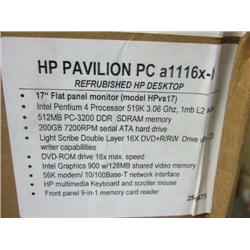 HP PAVILION PC a1116x-
REFRUBISHED HP DESKTOP
• 17" Flat panel monitor (model HPvs17)
• Intel Pentium 4 Processor 519K 3.06 Ghz, 1mb L2
• 512MB PC-3200 DDR SDRAM memory
• 200GB 7200RPM serial ATA hard drive
• Light Scribe Double Layer 16X DVD+R/RW Drive
Cd capabilities
• DVD-ROM drive 16x max. speed
• Intel Graphics 900 w/128MB shared video memory
• 56K modem / 10/100Base-T network interface
• HP multimedia Keyboard and scroller mouse
• Front panel 9-in-1 memory card reader